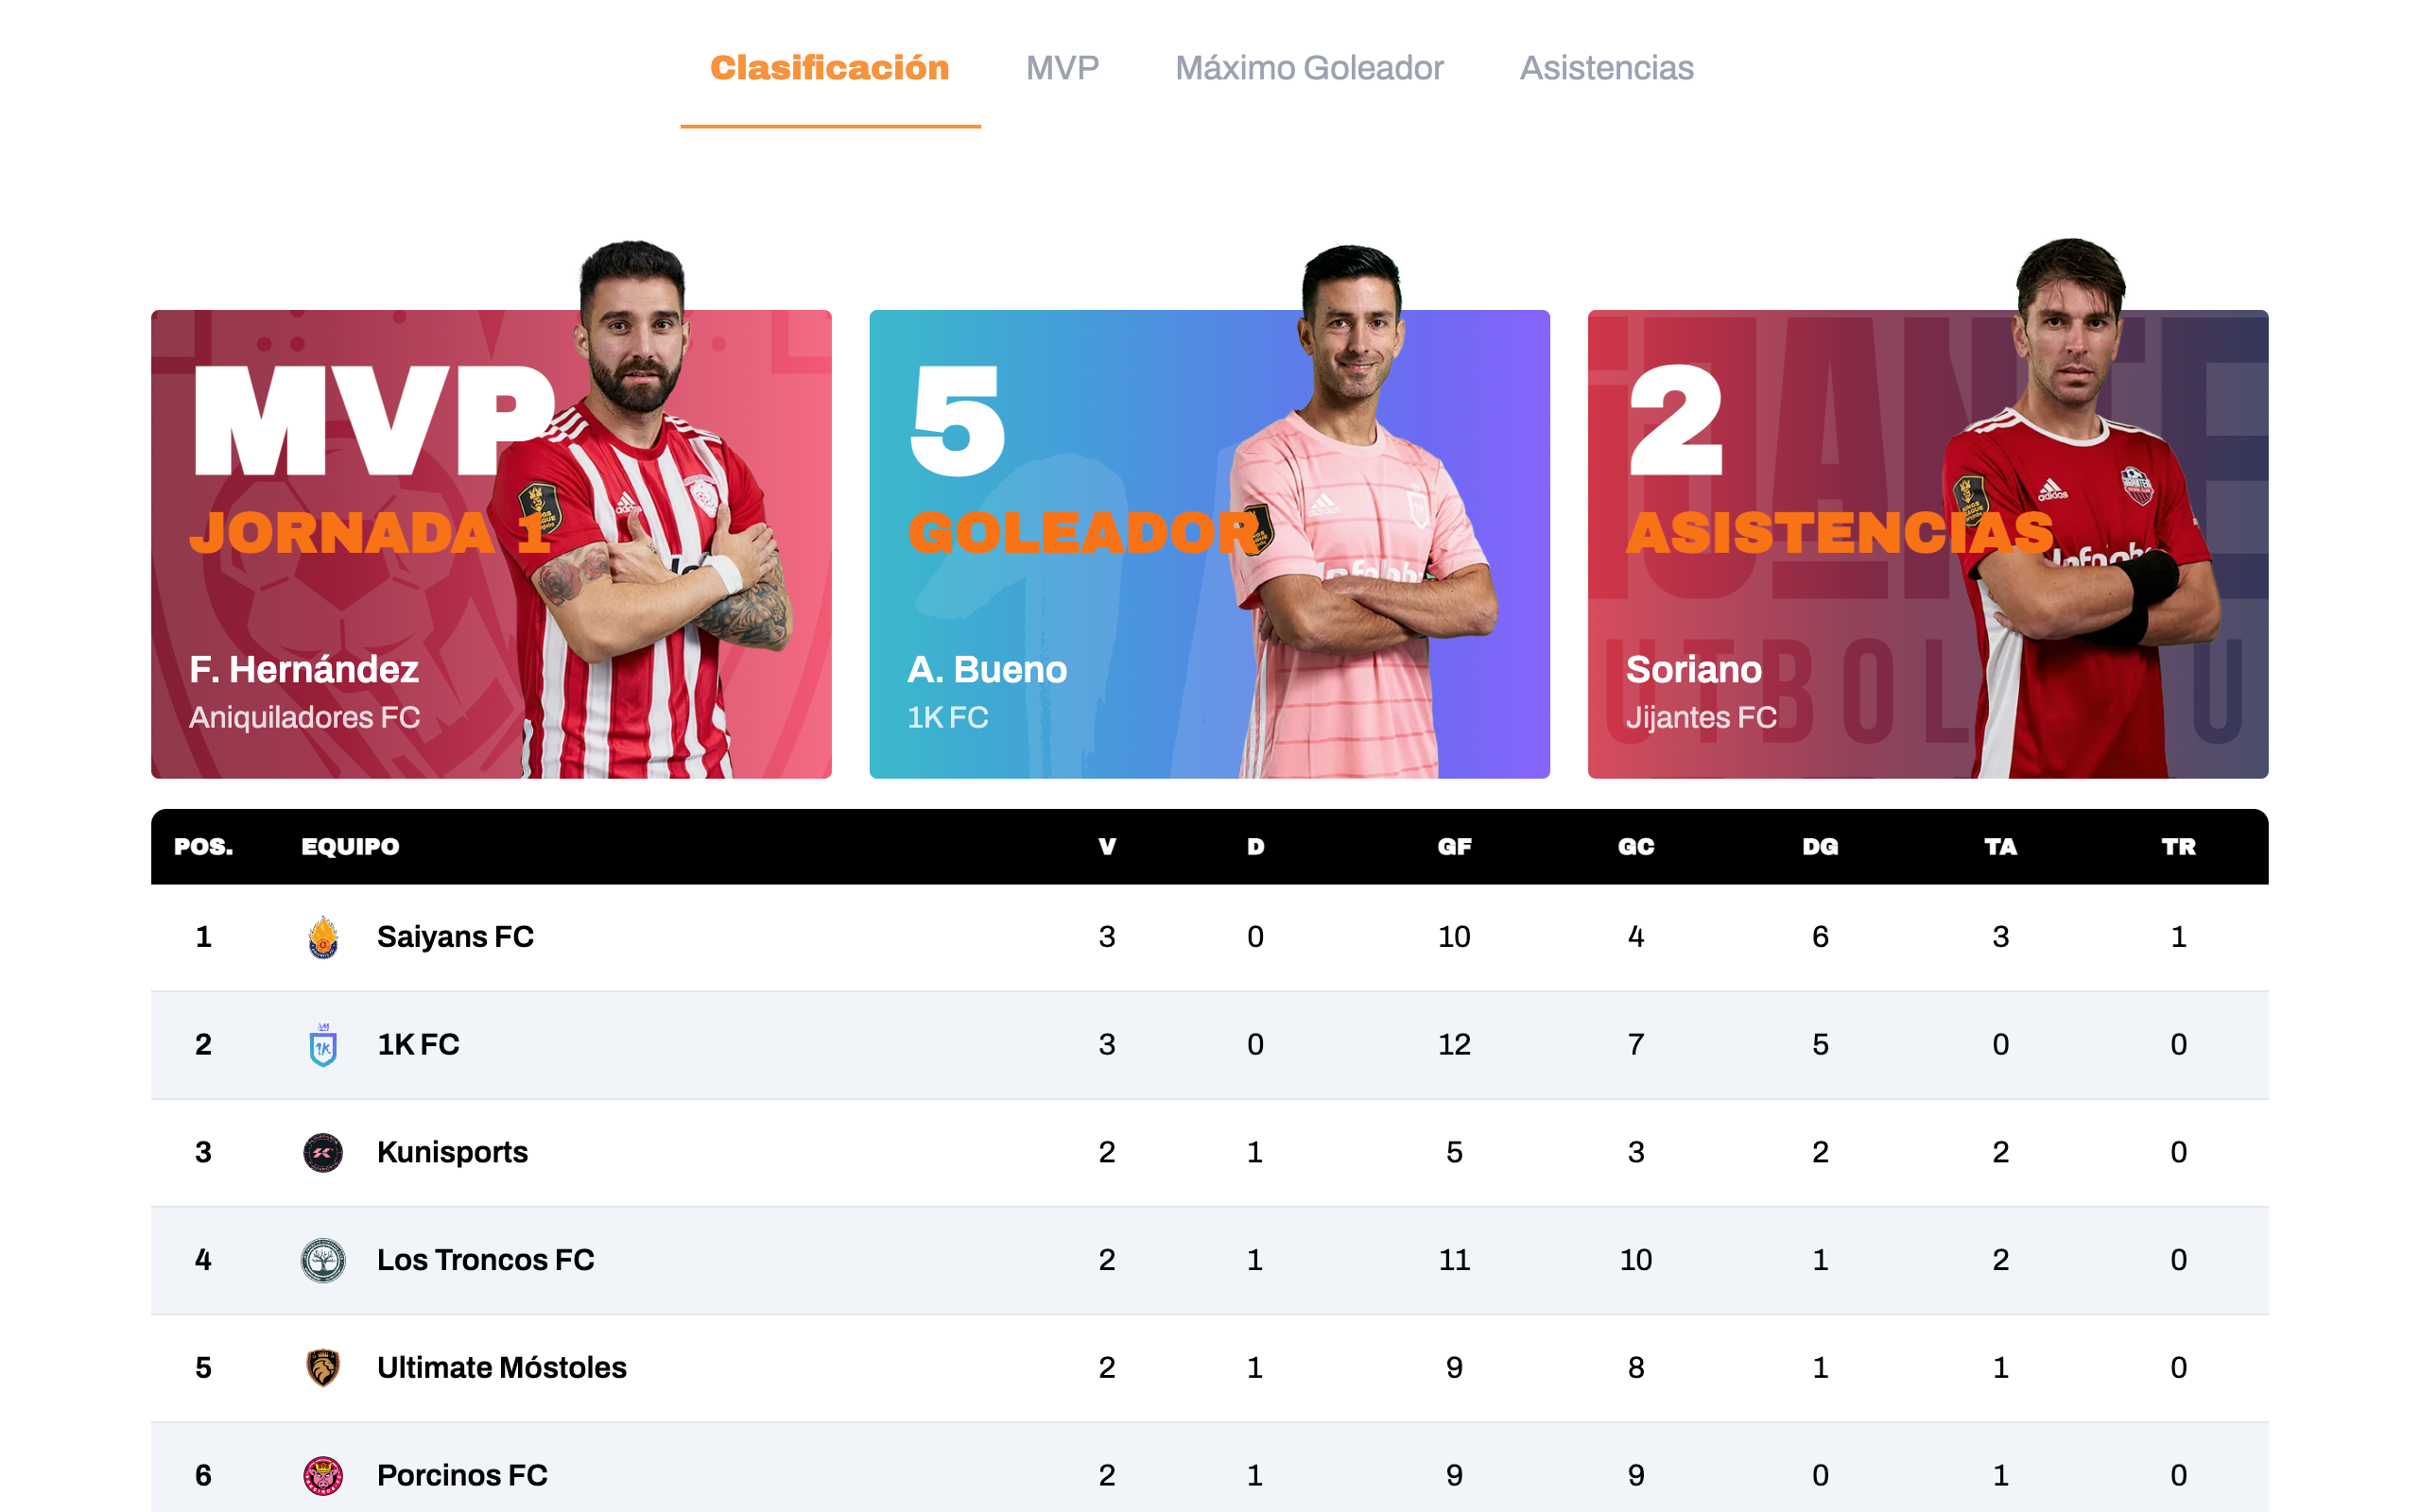 Clasificación MVP Máximo Goleador Asistencias
MVP
JORNADA 1
F. Hernández
Aniquiladores FC
5
GOLEADOR
A. Bueno
1K FC
2
ASISTENCIAS
Soriano
Jijantes FC
POS. EQUIPO V D GF GC DG TA TR
1 Saiyans FC 3 0 10 4 6 3 1
2 1K FC 3 0 12 7 5 0 0
3 Kunisports 2 1 5 3 2 2 0
4 Los Troncos FC 2 1 11 10 1 2 0
5 Ultimate Móstoles 2 1 9 8 1 1 0
6 Porcinos FC 2 1 9 9 0 1 0